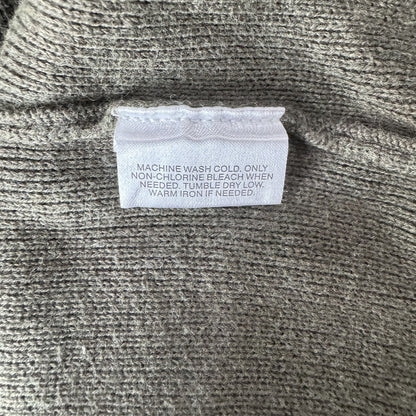 MACHINE WASH COLD. ONLY
NON-CHLORINE BLEACH WHEN
NEEDED. TUMBLE DRY LOW.
WARM IRON IF NEEDED.